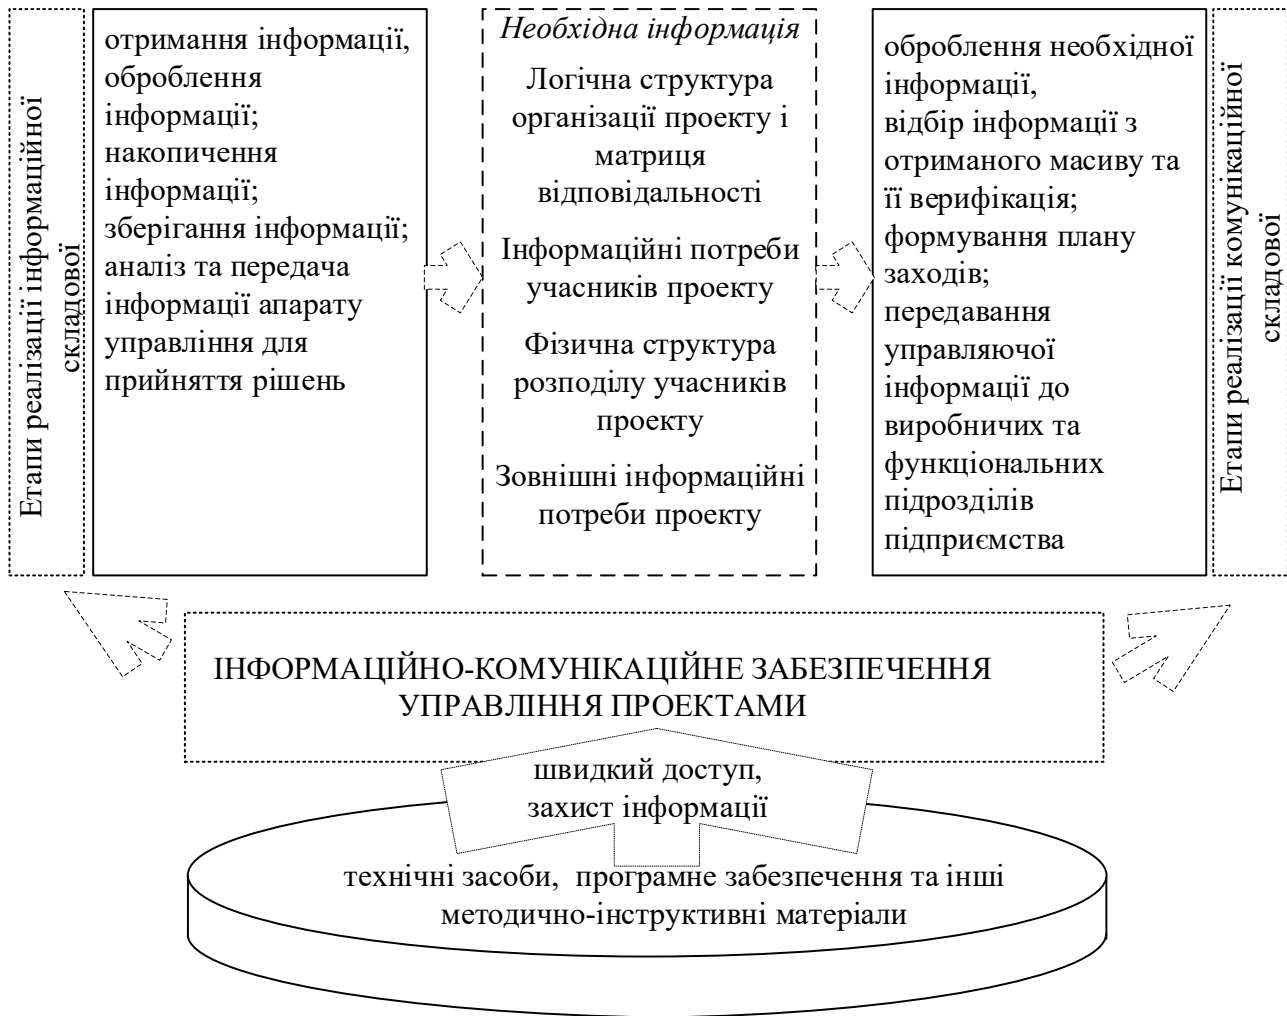 Етапи реалізації інформаційної
складової
отримання інформації,
оброблення
інформації;
накопичення
інформації;
зберігання інформації;
аналіз та передача
інформації апарату
управління для
прийняття рішень
Необхідна інформація
Логічна структура
організації проекту і
матриця
відповідальності
Інформаційні потреби
учасників проекту
Фізична структура
розподілу учасників
проекту
Зовнішні інформаційні
потреби проекту
оброблення необхідної
інформації,
відбір інформації з
отриманого масиву та
її верифікація;
формування плану
заходів;
передавання
управляючої
інформації до
виробничих та
функціональних
підрозділів
підприємства
Етапи реалізації комунікаційної
складової
ІНФОРМАЦІЙНО-КОМУНІКАЦІЙНЕ ЗАБЕЗПЕЧЕННЯ
УПРАВЛІННЯ ПРОЕКТАМИ
швидкий доступ,
захист інформації
технічні засоби, програмне забезпечення та інші
методично-інструктивні матеріали